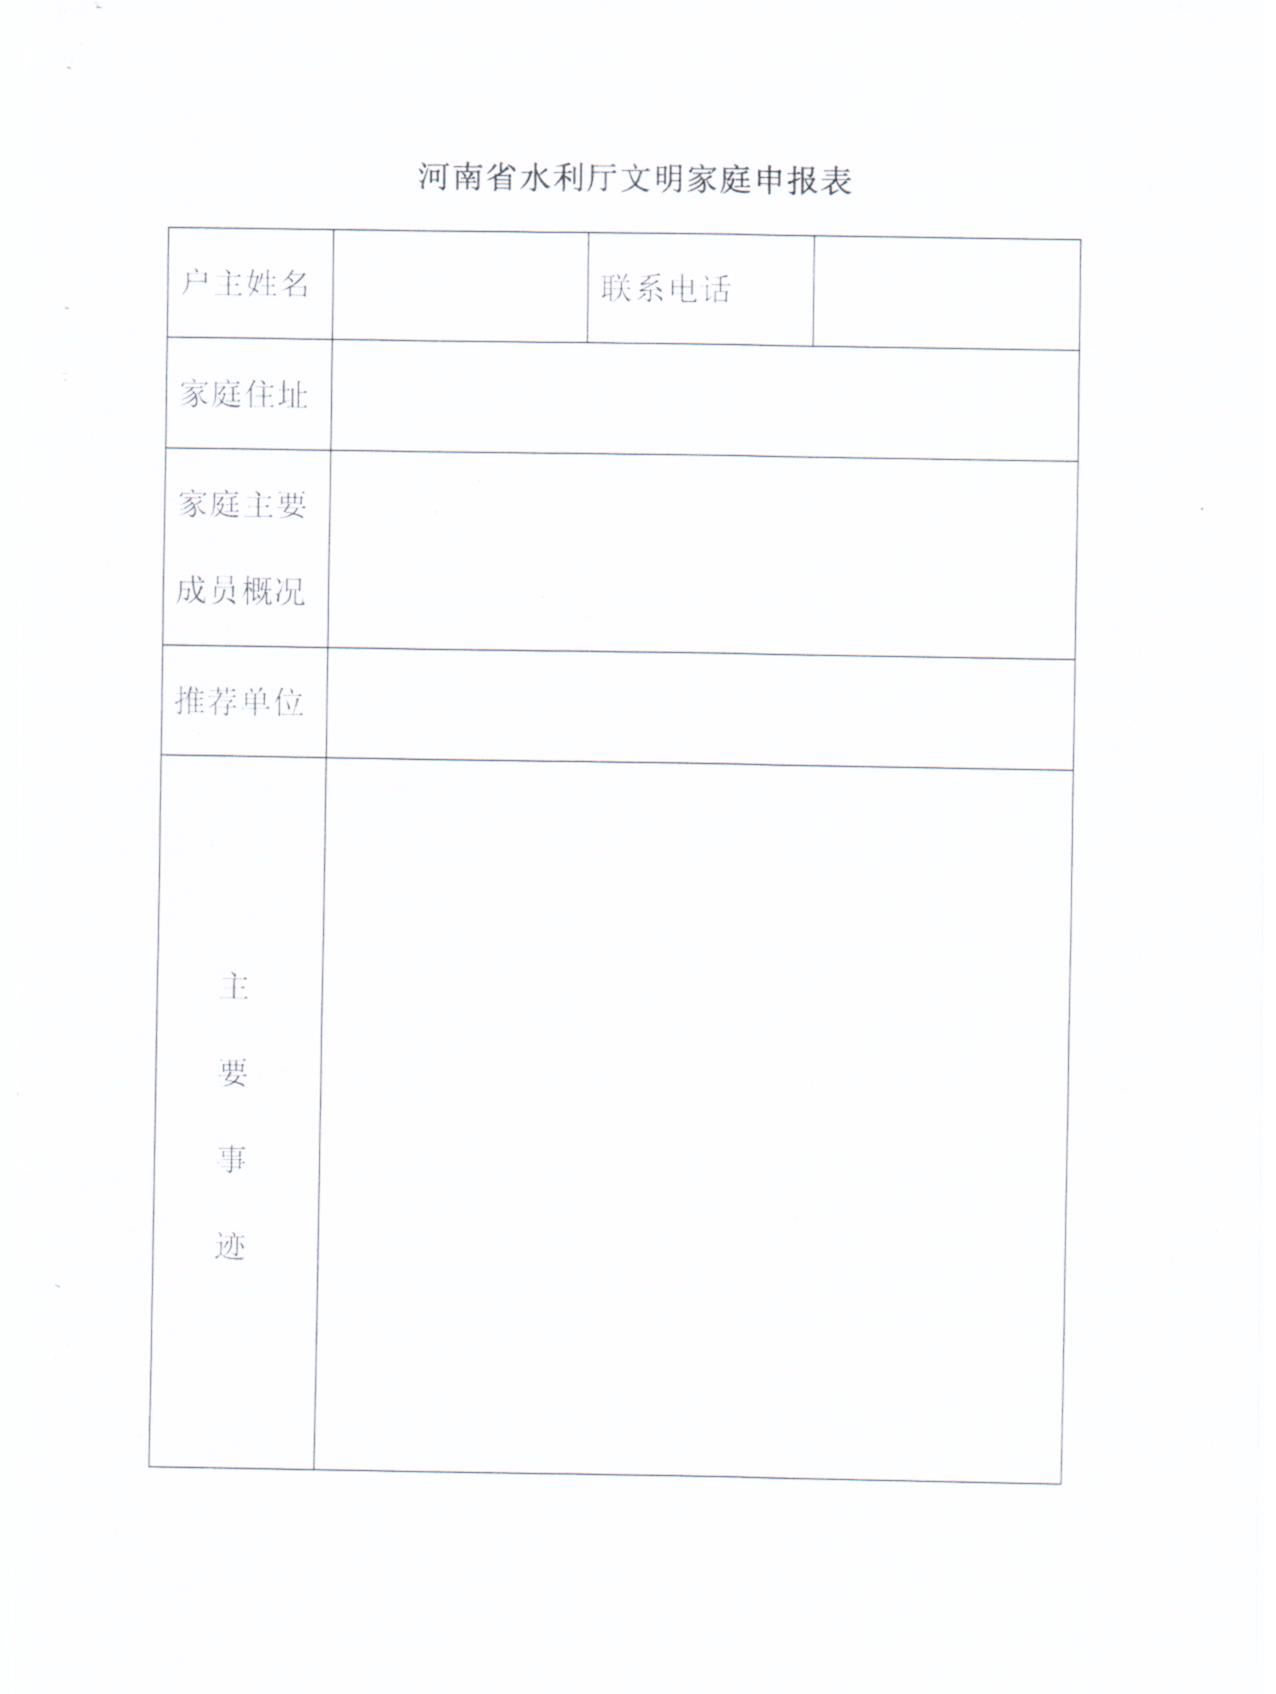 河南省水利厅文明家庭申报表
户主姓名 联系电话
家庭住址
家庭主要
成员概况
推荐单位
主
要
事
迹